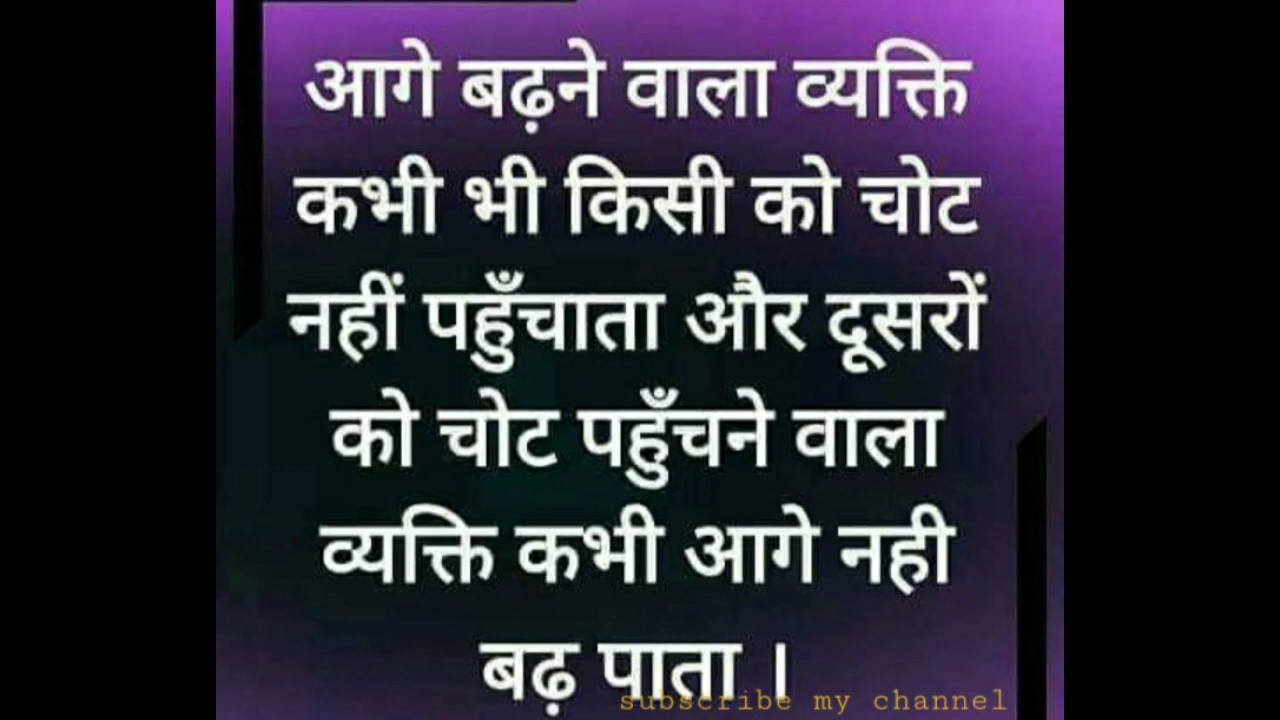 आगे बढ़ने वाला व्यक्ति
कभी भी किसी को चोट
नहीं पहुँचाता और दूसरों
को चोट पहुँचने वाला
व्यक्ति कभी आगे नही
बढ़ पाता ।
subscribe my channel